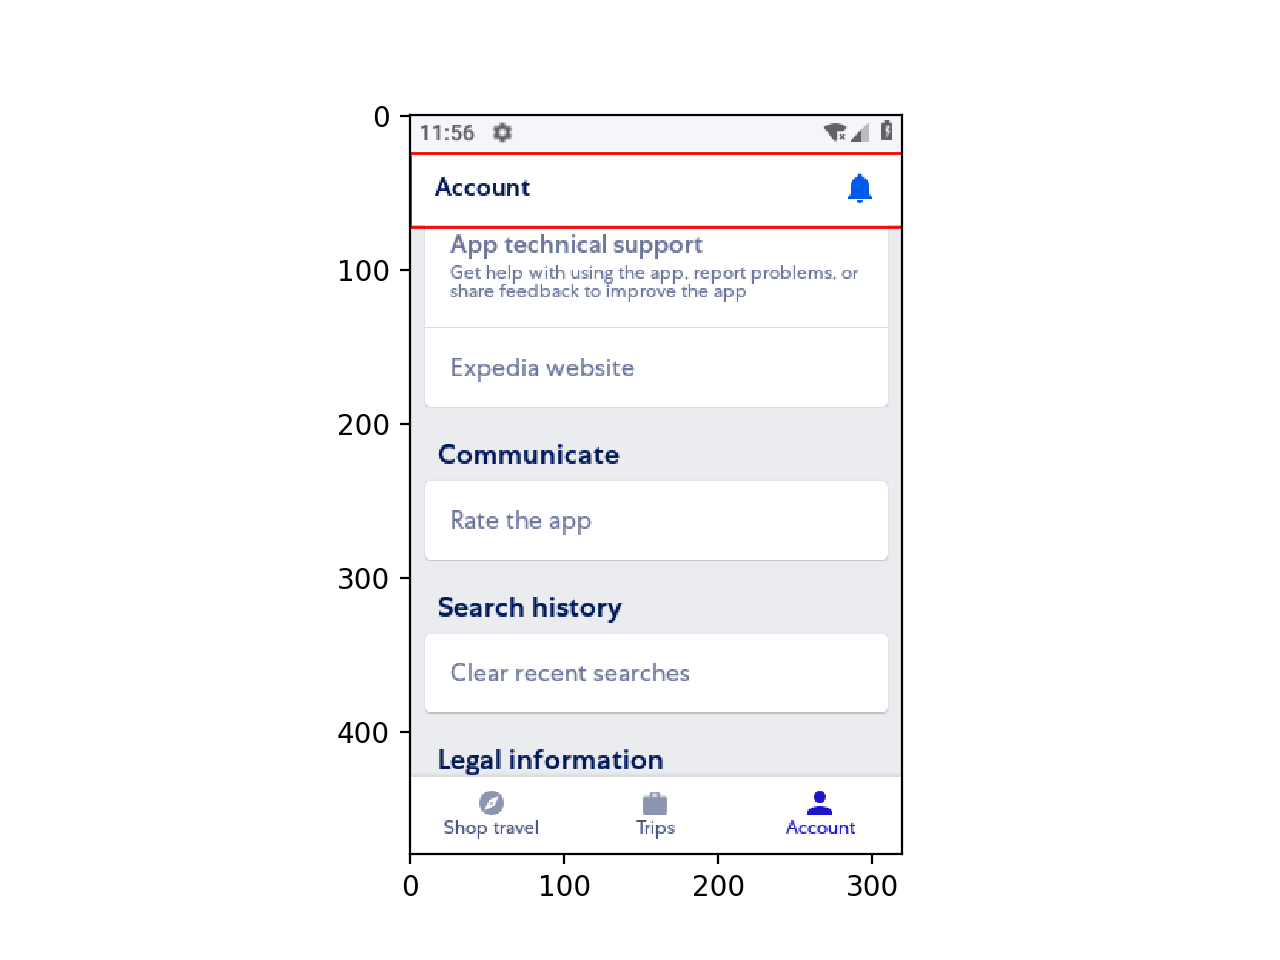 0
11:56
Account
App technical support
100
Get help with using the app, report problems, or
share feedback to improve the app
Expedia website
200
Communicate
Rate the app
300
Search history
Clear recent searches
400
Legal information
Shop travel
Trips
Account
0
100
200
300